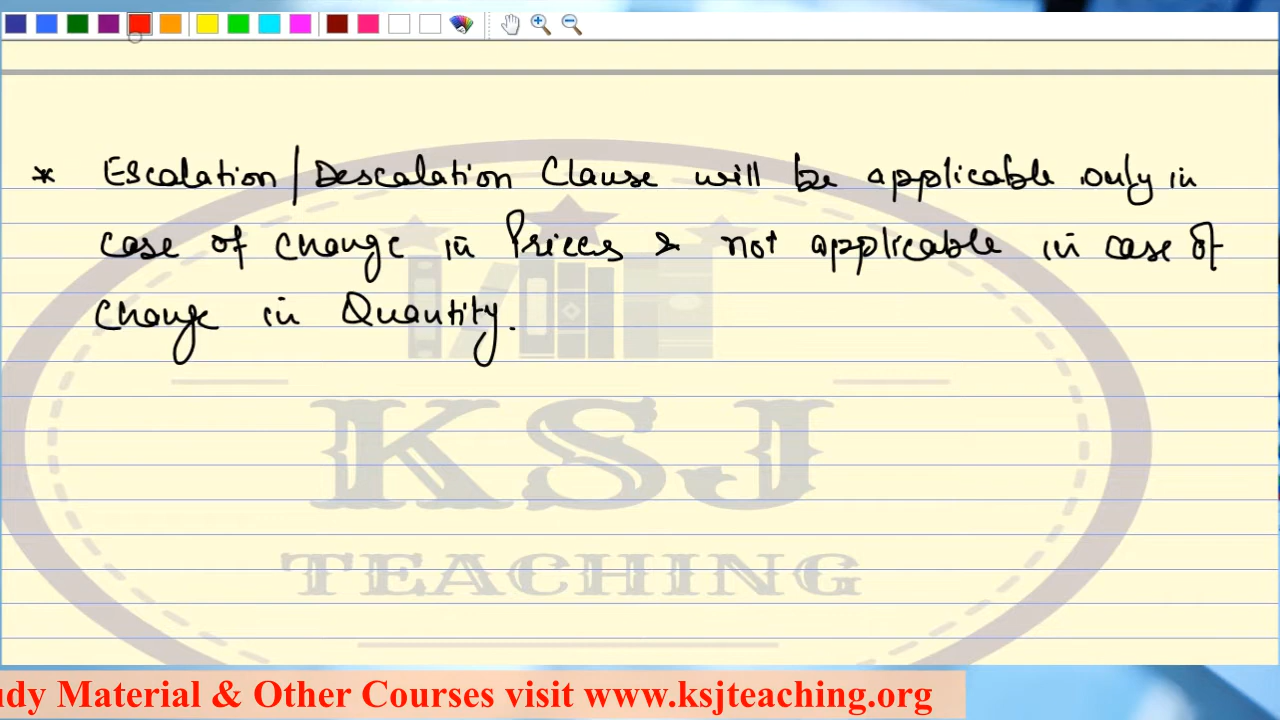 * Escalation/Descalation Clause will be applicable only in
case of change in Prices & not applicable in case of
change in Quantity.
KSJ
TEACHING
udy Material & Other Courses visit www.ksjteaching.org